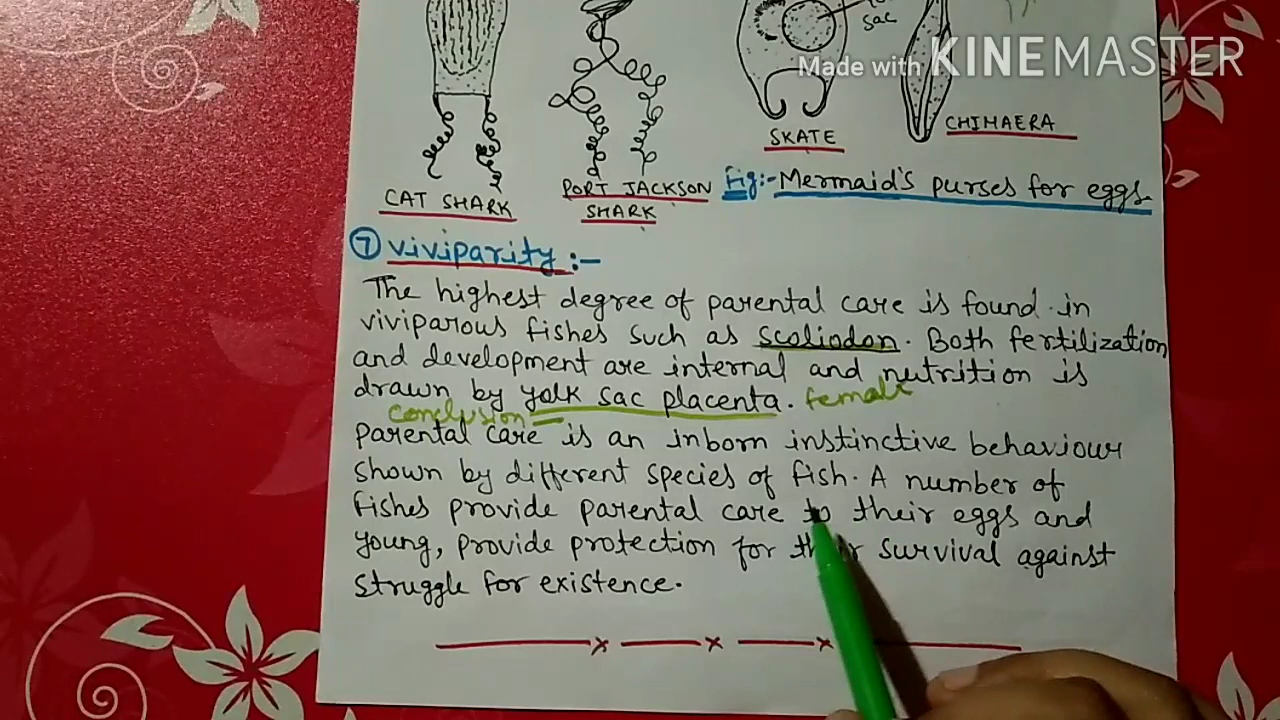 sac
Made with KINEMASTER
CHIMAERA
SKATE
CAT SHARK
PORT JACKSON
SHARK
Fig:- Mermaid's purses for eggs
⑦ viviparity :-
The highest degree of parental care is found in
viviparous fishes such as scoliodon. Both fertilization
and development are internal and nutrition is
drawn by yolk sac placenta. female
conclusion
parental care is an inborn instinctive behaviour
shown by different species of fish. A number of
fishes provide parental care to their eggs and
young, provide protection for their survival against
struggle for existence.